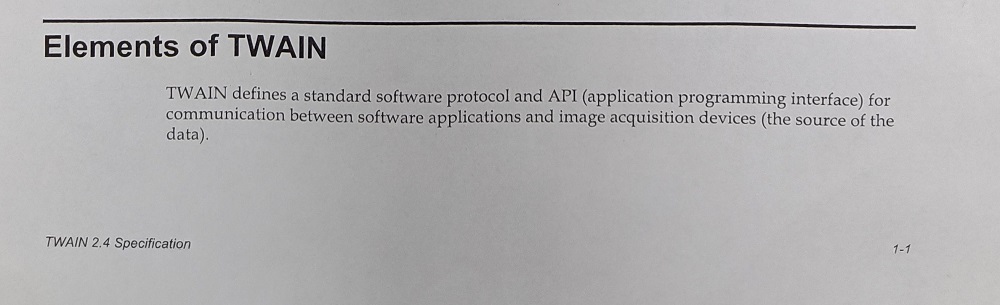 Elements of TWAIN
TWAIN defines a standard software protocol and API (application programming interface) for
communication between software applications and image acquisition devices (the source of the
data).
TWAIN 2.4 Specification
1-1